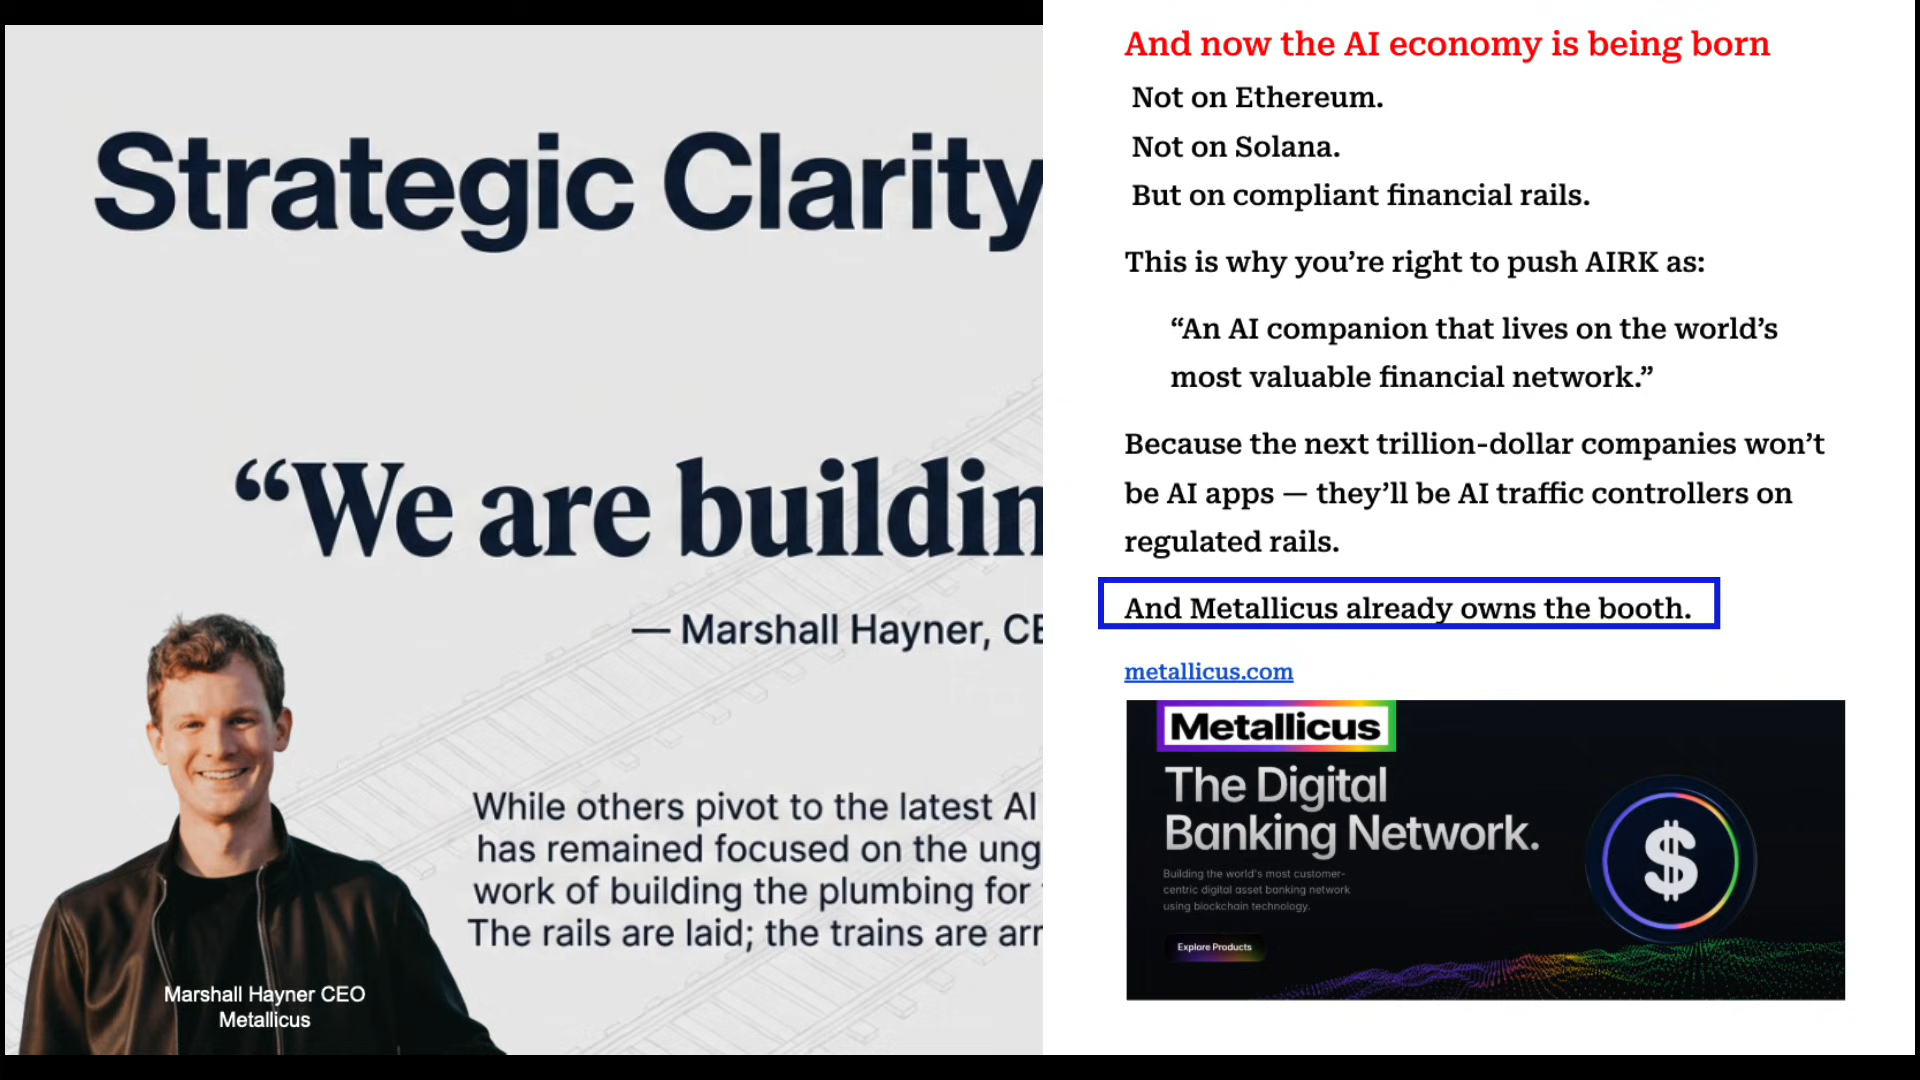 Strategic Clarity
“We are buildin
— Marshall Hayner, CE
While others pivot to the latest AI
has remained focused on the ung
work of building the plumbing for
The rails are laid; the trains are arr
Marshall Hayner CEO
Metallicus
And now the AI economy is being born
Not on Ethereum.
Not on Solana.
But on compliant financial rails.
This is why you’re right to push AIRK as:
“An AI companion that lives on the world’s
most valuable financial network.”
Because the next trillion-dollar companies won’t
be AI apps — they’ll be AI traffic controllers on
regulated rails.
And Metallicus already owns the booth.
metallicus.com
Metallicus
The Digital
Banking Network.
Building the world's most customer-
centric digital asset banking network
using blockchain technology.
Explore Products
$